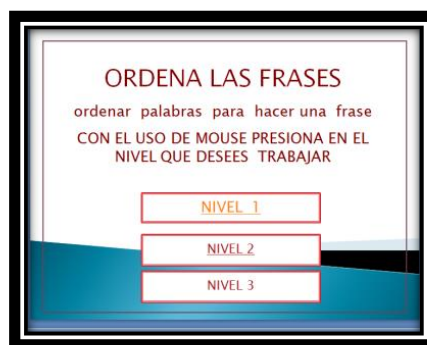 ORDENA LAS FRASES
ordenar palabras para hacer una frase
CON EL USO DE MOUSE PRESIONA EN EL
NIVEL QUE DESEES TRABAJAR
NIVEL 1
NIVEL 2
NIVEL 3